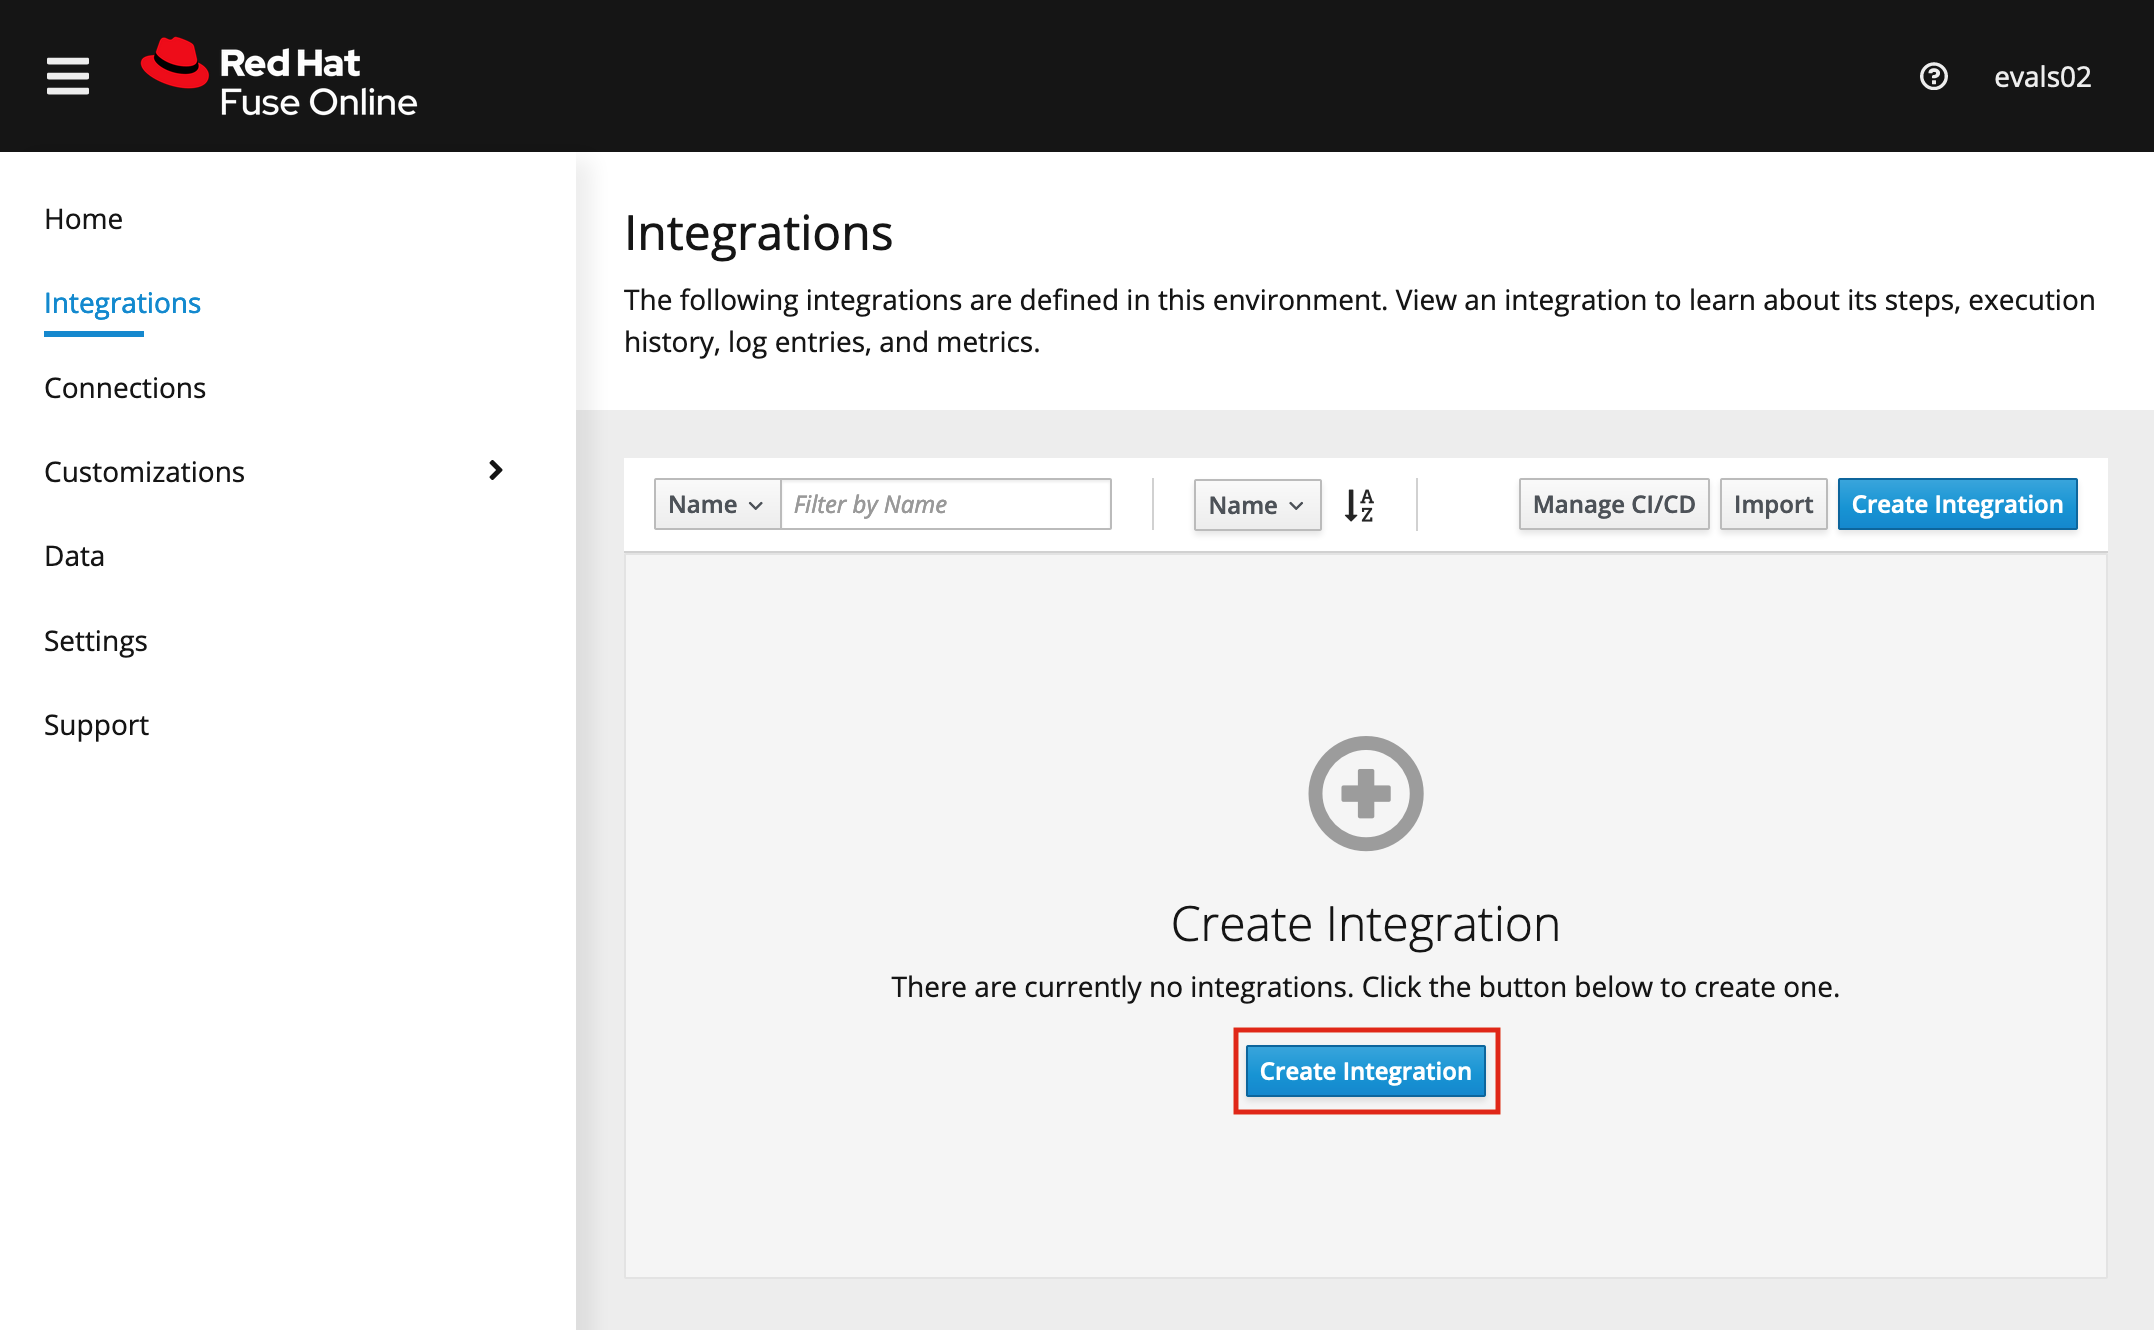 Red Hat
Fuse Online
evals02
Home
Integrations
Connections
Customizations
Data
Settings
Support
Integrations
The following integrations are defined in this environment. View an integration to learn about its steps, execution
history, log entries, and metrics.
Name Filter by Name Name A Z Manage CI/CD Import Create Integration
Create Integration
There are currently no integrations. Click the button below to create one.
Create Integration